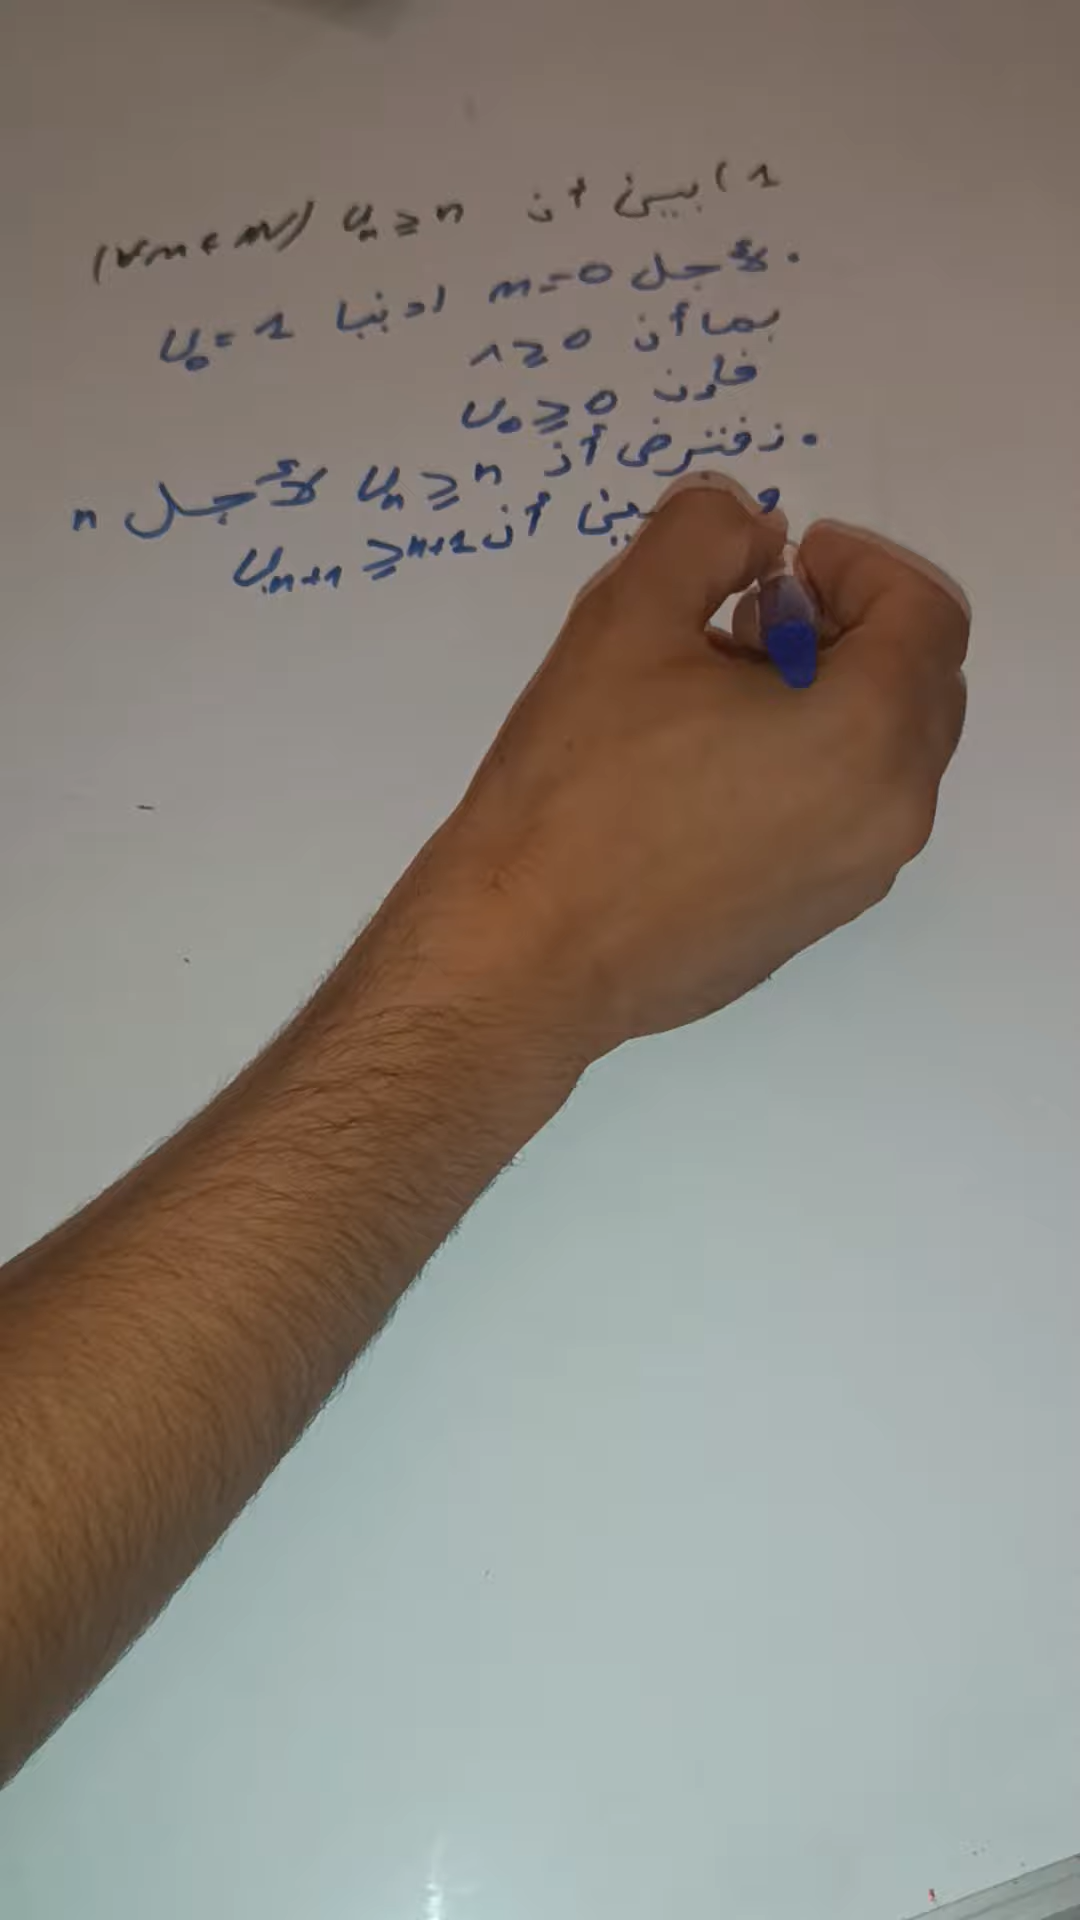 1) بين أن (∀n∈ℕ) Uₙ ≥ n
• لأجل n=0 لدينا U₀ = 1
بما أن 1 ≥ 0
فإن U₀ ≥ 0
• نفترض أن Uₙ ≥ n لأجل n
و بين أن Uₙ₊₁ ≥ n+1